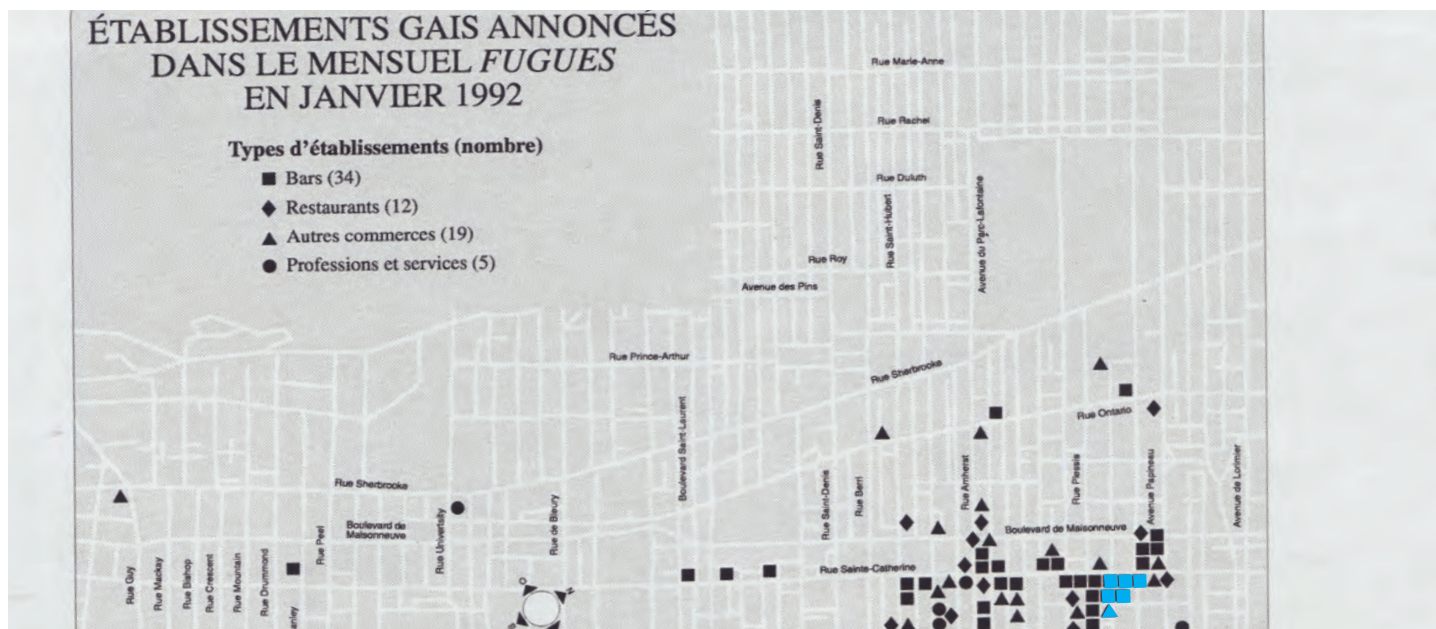 ÉTABLISSEMENTS GAIS ANNONCÉS
DANS LE MENSUEL FUGUES
EN JANVIER 1992
Types d'établissements (nombre)
Bars (34)
Restaurants (12)
Autres commerces (19)
Professions et services (5)
Rue Marie-Anne
Rue Rachel
Rue Saint-Denis
Rue Duluth
Rue Saint-Hubert
Avenue du Parc-Lafontaine
Rue Roy
Avenue des Pins
Rue Prince-Arthur
Rue Sherbrooke
Rue Ontario
Boulevard Saint-Laurent
Rue Saint-Denis
Rue Berri
Rue Amherst
Rue Plessis
Avenue Papineau
Avenue de Lorimier
Rue Sherbrooke
Boulevard de
Maisonneuve
Rue University
Rue de Bleury
Rue Peel
Boulevard de Maisonneuve
Rue Sainte-Catherine
Rue Guy
Rue Mackay
Rue Bishop
Rue Crescent
Rue Mountain
Rue Drummond
O